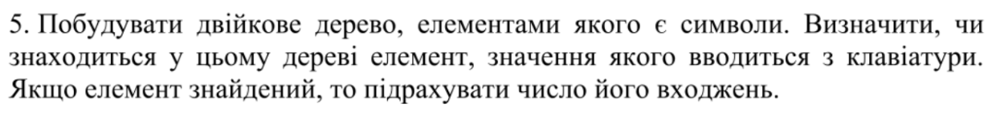 5. Побудувати двійкове дерево, елементами якого є символи. Визначити, чи
знаходиться у цьому дереві елемент, значення якого вводиться з клавіатури.
Якщо елемент знайдений, то підрахувати число його входжень.